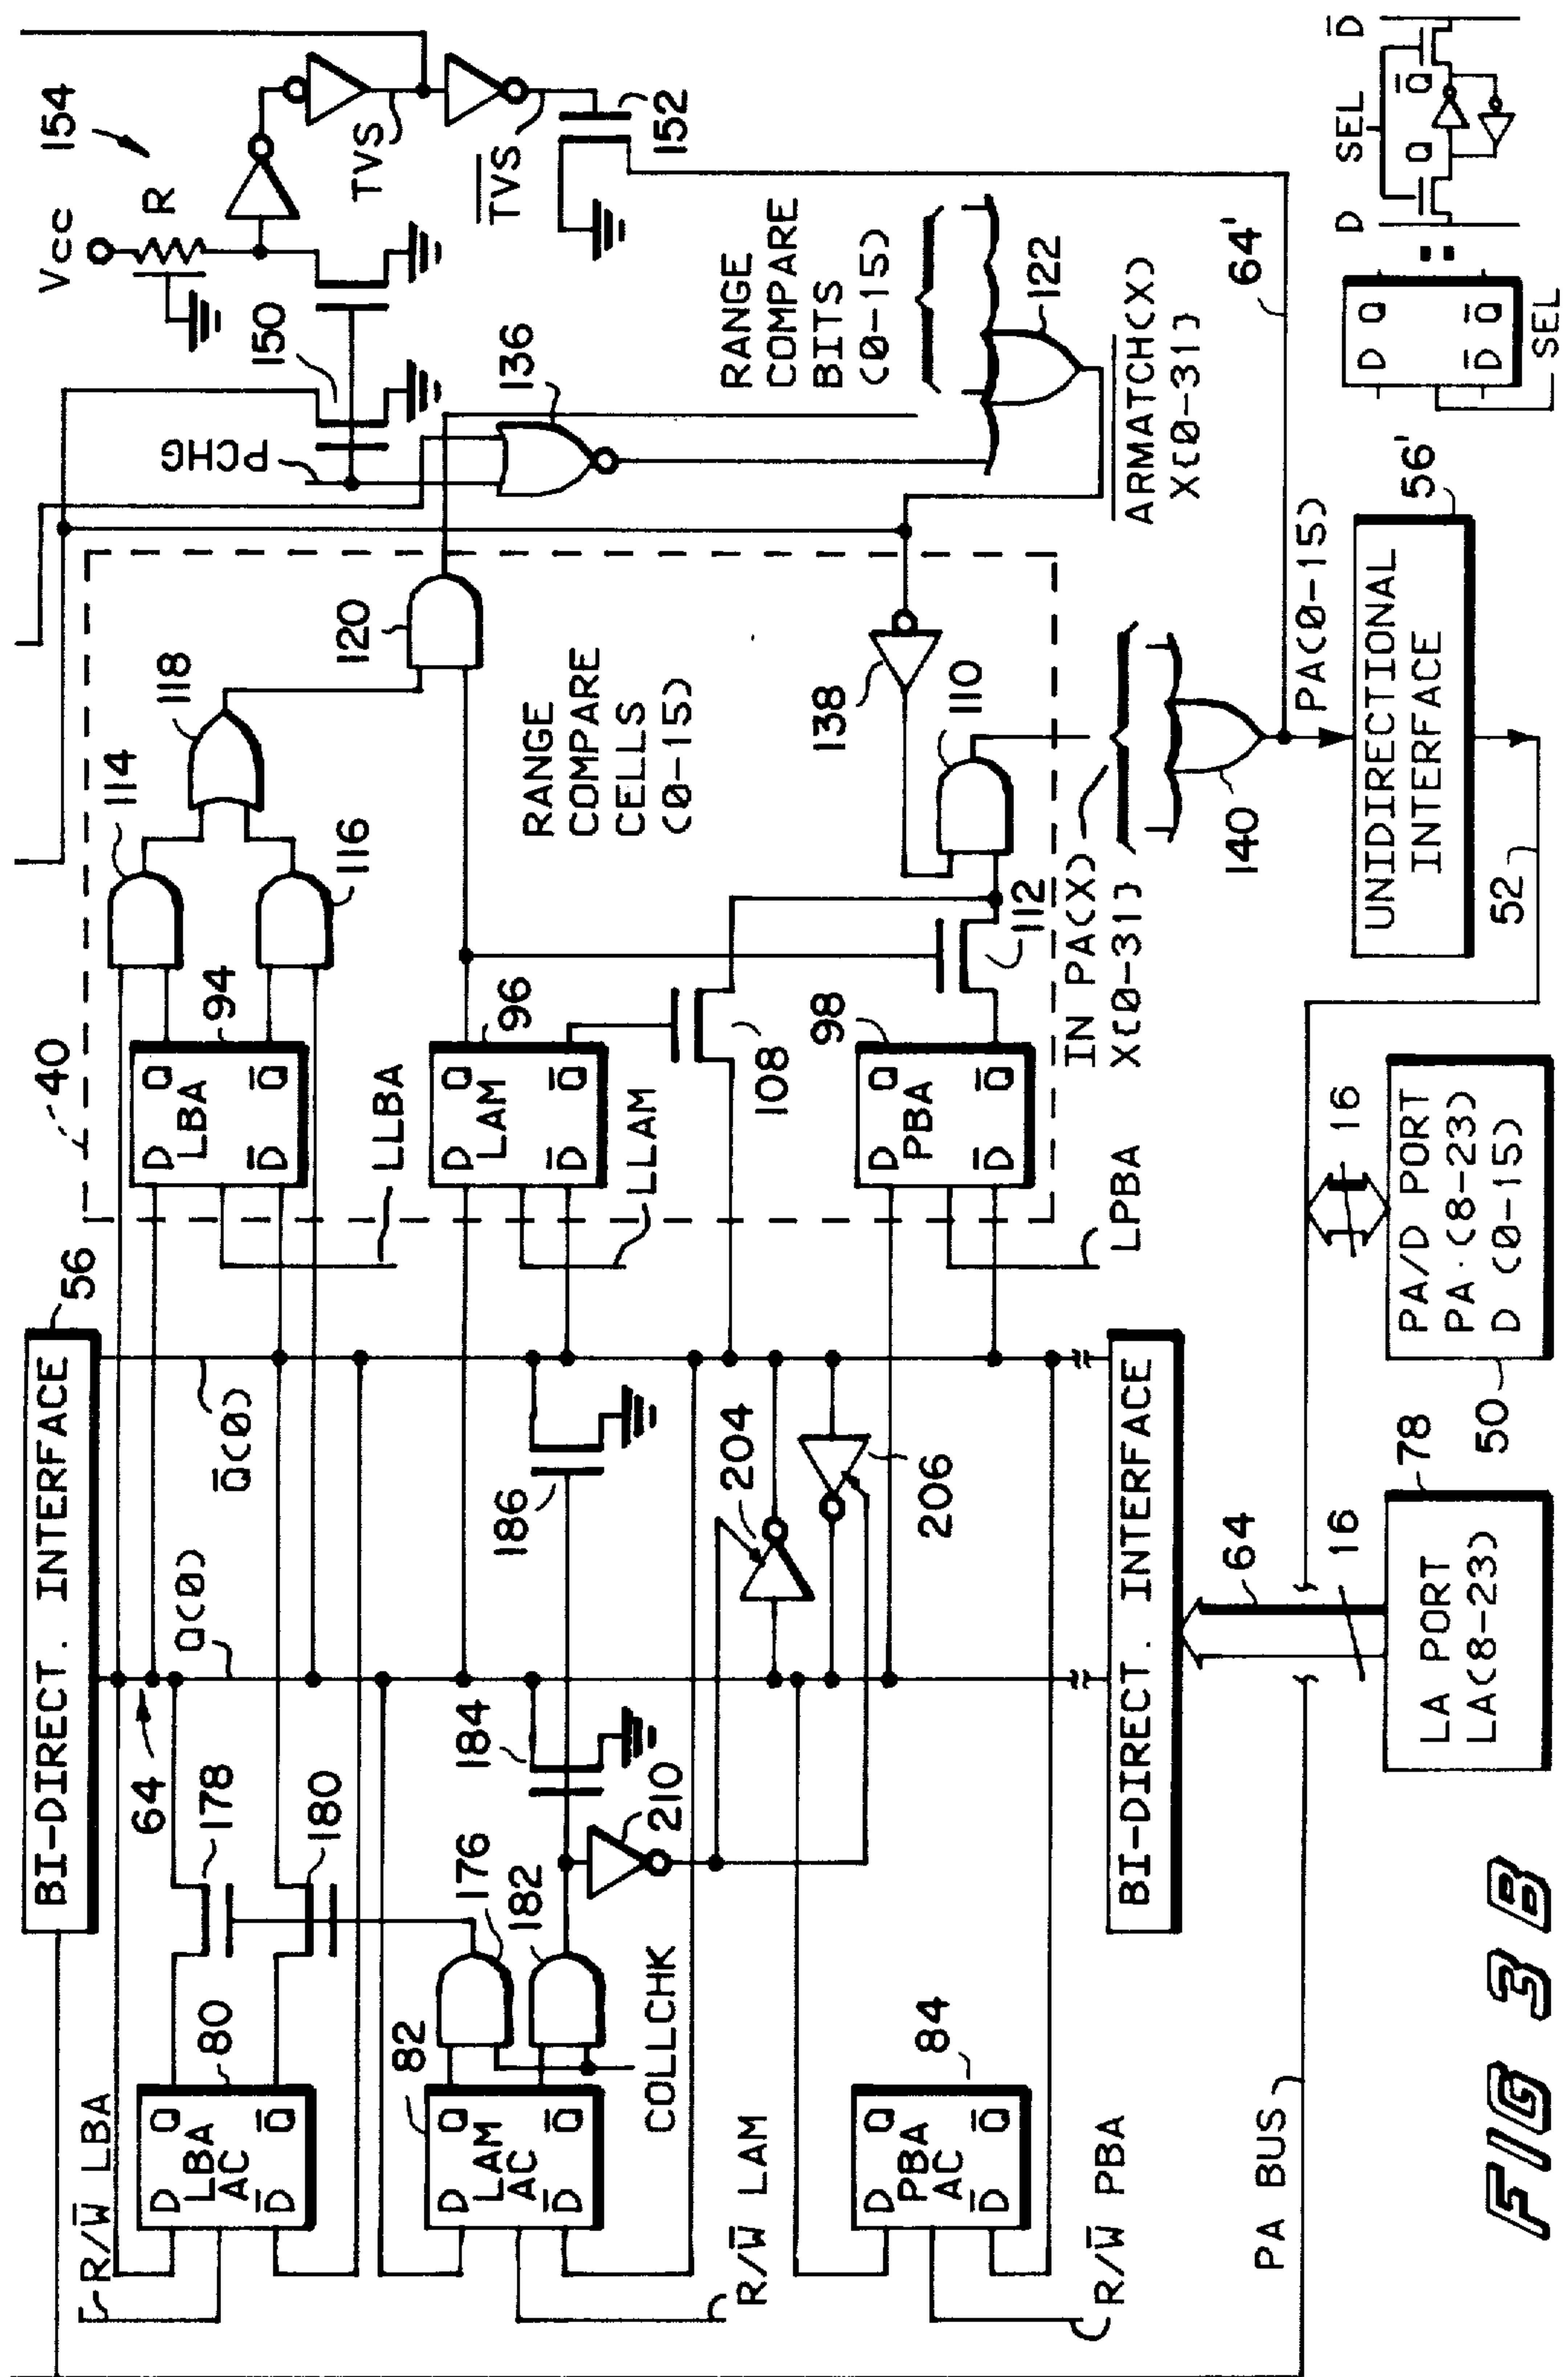 BI-DIRECT. INTERFACE
56
64
Q(0)
Q̅(0)
40
R/W̅ LBA
D Q
LBA
AC
D̅ Q̅
80
178
180
D Q
LBA
D̅ Q̅
94
LLBA
114
116
118
120
D Q
LAM
AC
D̅ Q̅
82
176
182
COLLCHK
R/W̅ LAM
184
186
210
204
206
D Q
LAM
D̅ Q̅
96
LLAM
108
RANGE
COMPARE
CELLS
(0-15)
D Q
PBA
AC
D̅ Q̅
84
R/W̅ PBA
D Q
PBA
D̅ Q̅
98
LPBA
112
110
138
Vcc
R
154
150
PCHG
136
TVS
T̅V̅S̅
152
RANGE
COMPARE
BITS
(0-15)
122
A̅R̅M̅A̅T̅C̅H̅(X)
X{0-31}
IN PA(X)
X{0-31}
140
64'
PA(0-15)
UNIDIRECTIONAL
INTERFACE
56'
52
BI-DIRECT. INTERFACE
PA BUS
64
16
LA PORT
LA(8-23)
78
16
PA/D PORT
PA (8-23)
D (0-15)
50
D Q
D̅ Q̅
SEL
=
D SEL D̅
Q Q̅
FIG 3B